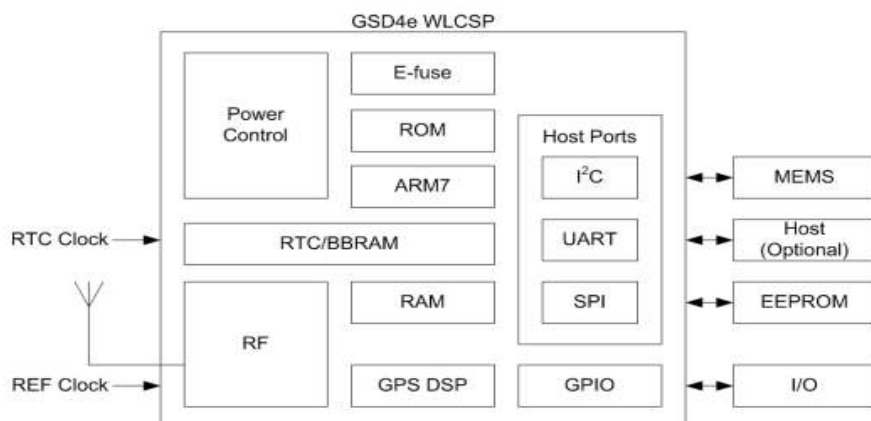 GSD4e WLCSP
E-fuse
Power
Control
ROM
Host Ports
ARM7
I²C
MEMS
RTC Clock
RTC/BBRAM
UART
Host
(Optional)
RAM
SPI
EEPROM
RF
REF Clock
GPS DSP
GPIO
I/O